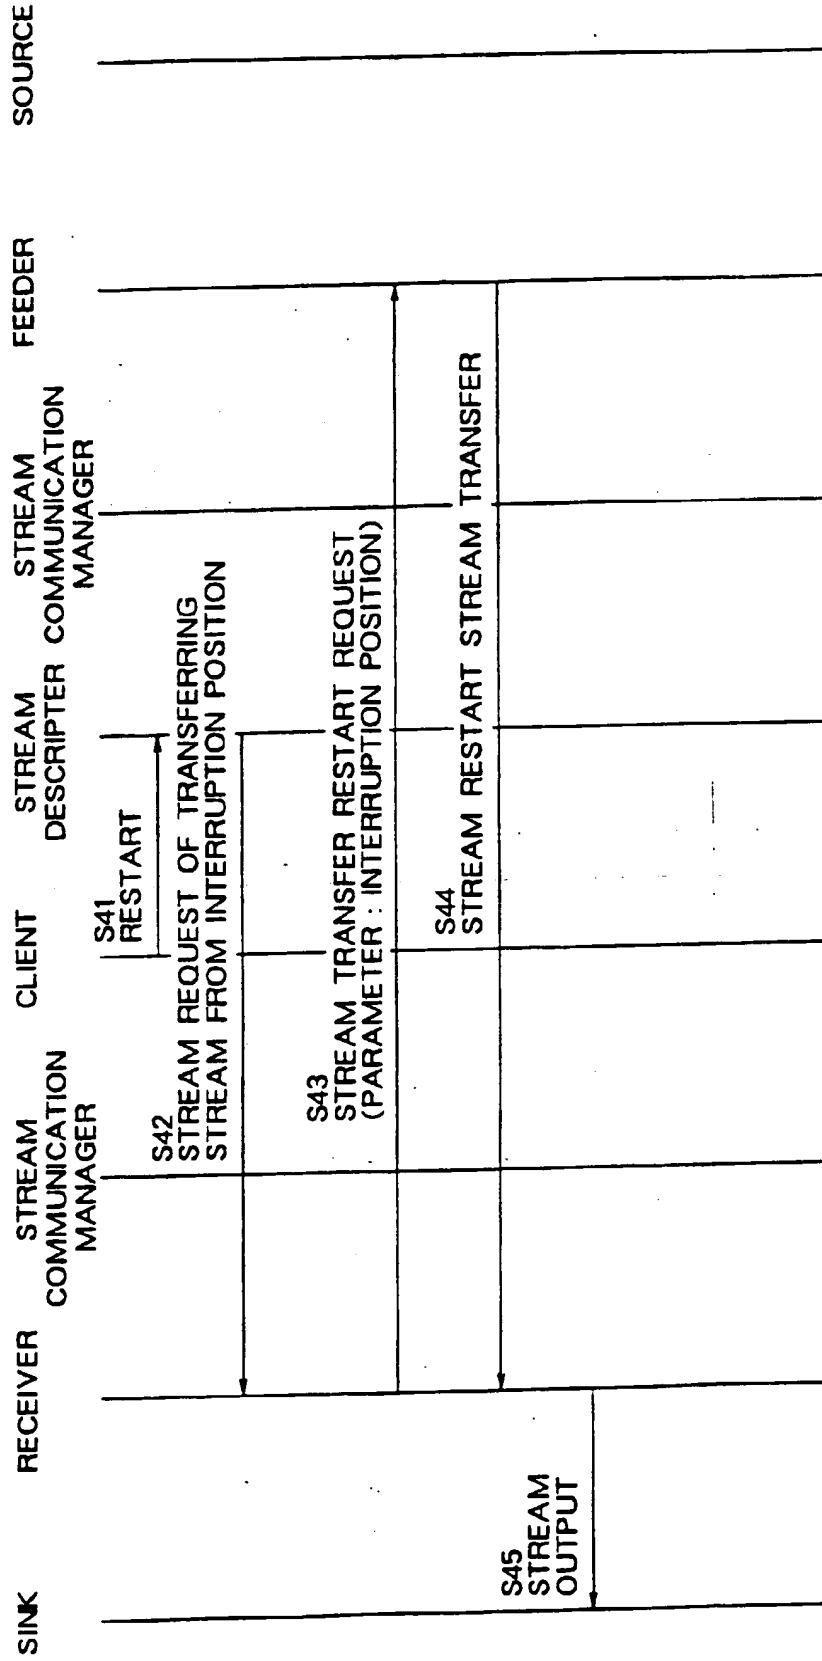 SINK
RECEIVER
STREAM
COMMUNICATION
MANAGER
CLIENT
STREAM
DESCRIPTER
STREAM
COMMUNICATION
MANAGER
FEEDER
SOURCE
S41
RESTART
S42
STREAM REQUEST OF TRANSFERRING
STREAM FROM INTERRUPTION POSITION
S43
STREAM TRANSFER RESTART REQUEST
(PARAMETER : INTERRUPTION POSITION)
S44
STREAM RESTART STREAM TRANSFER
S45
STREAM
OUTPUT